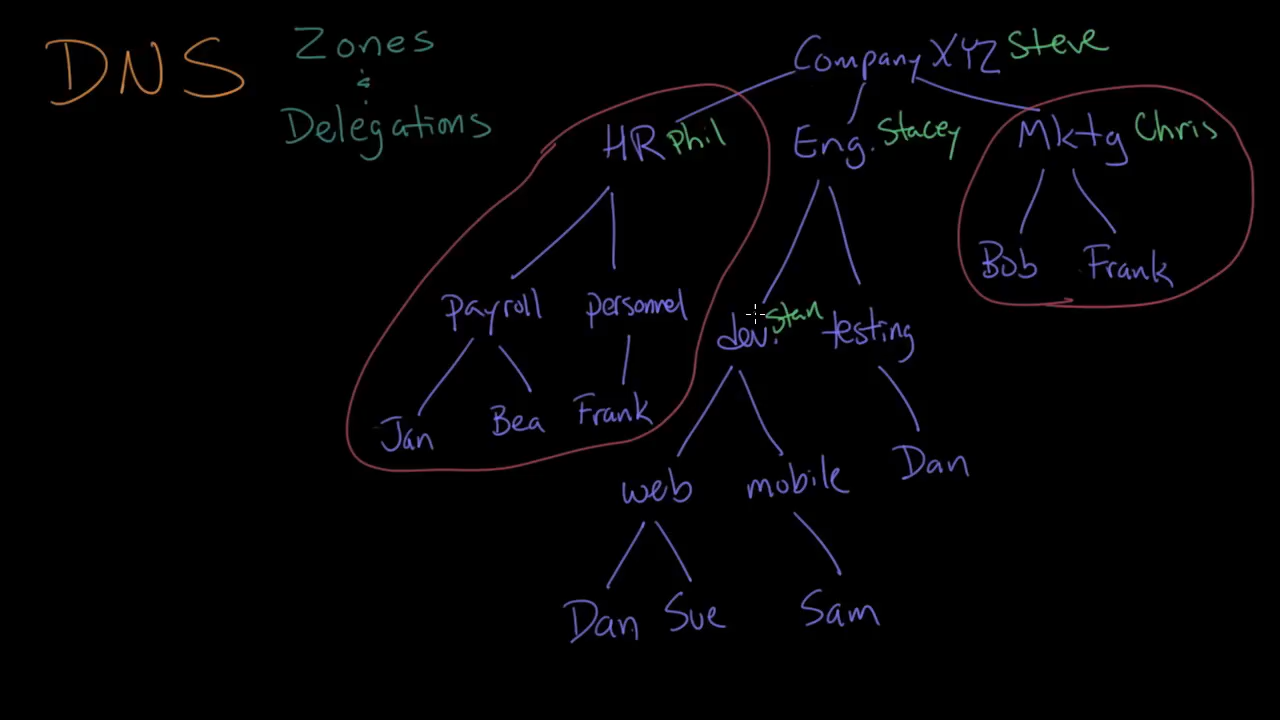 DNS
Zones
&
Delegations
Company XYZ Steve
HR Phil
Eng. Stacey
Mktg Chris
Bob Frank
payroll personnel
dev. Stan testing
Jan Bea Frank
web mobile Dan
Dan Sue Sam